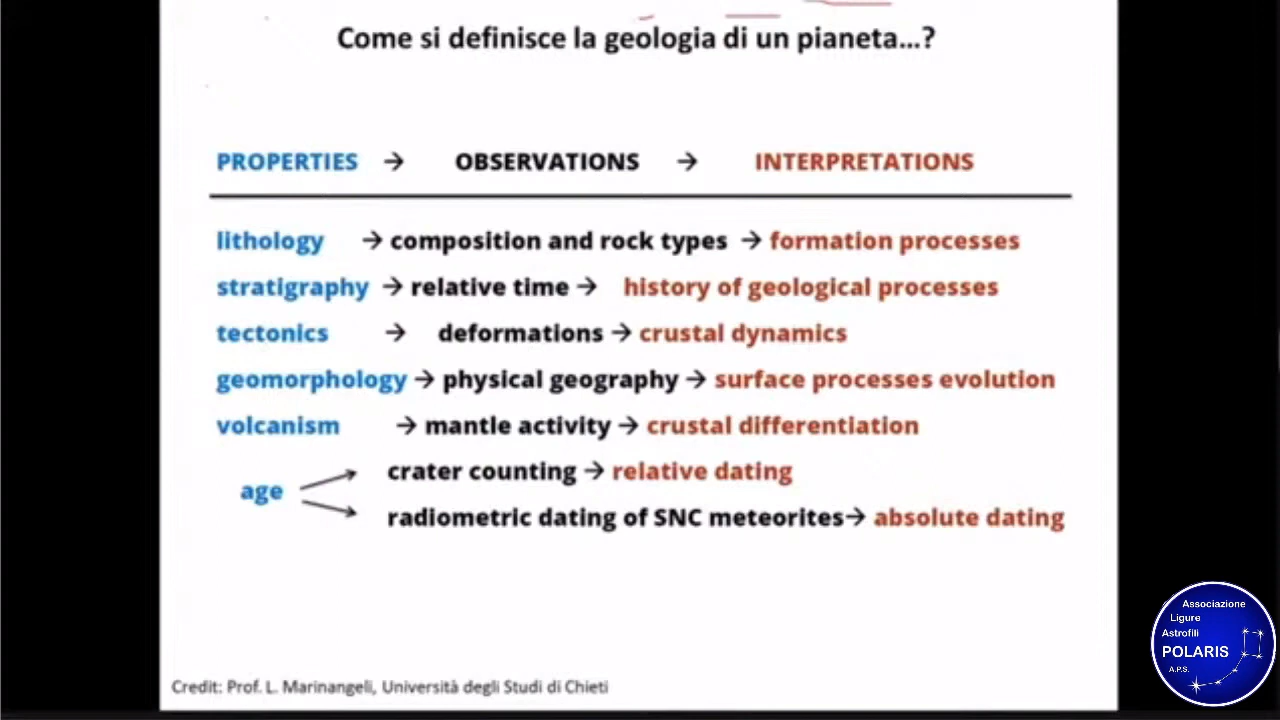 Come si definisce la geologia di un pianeta...?
PROPERTIES → OBSERVATIONS → INTERPRETATIONS
lithology → composition and rock types → formation processes
stratigraphy → relative time → history of geological processes
tectonics → deformations → crustal dynamics
geomorphology → physical geography → surface processes evolution
volcanism → mantle activity → crustal differentiation
age
crater counting → relative dating
radiometric dating of SNC meteorites→ absolute dating
Credit: Prof. L. Marinangeli, Università degli Studi di Chieti
Associazione
Ligure
Astrofili
POLARIS
A.P.S.